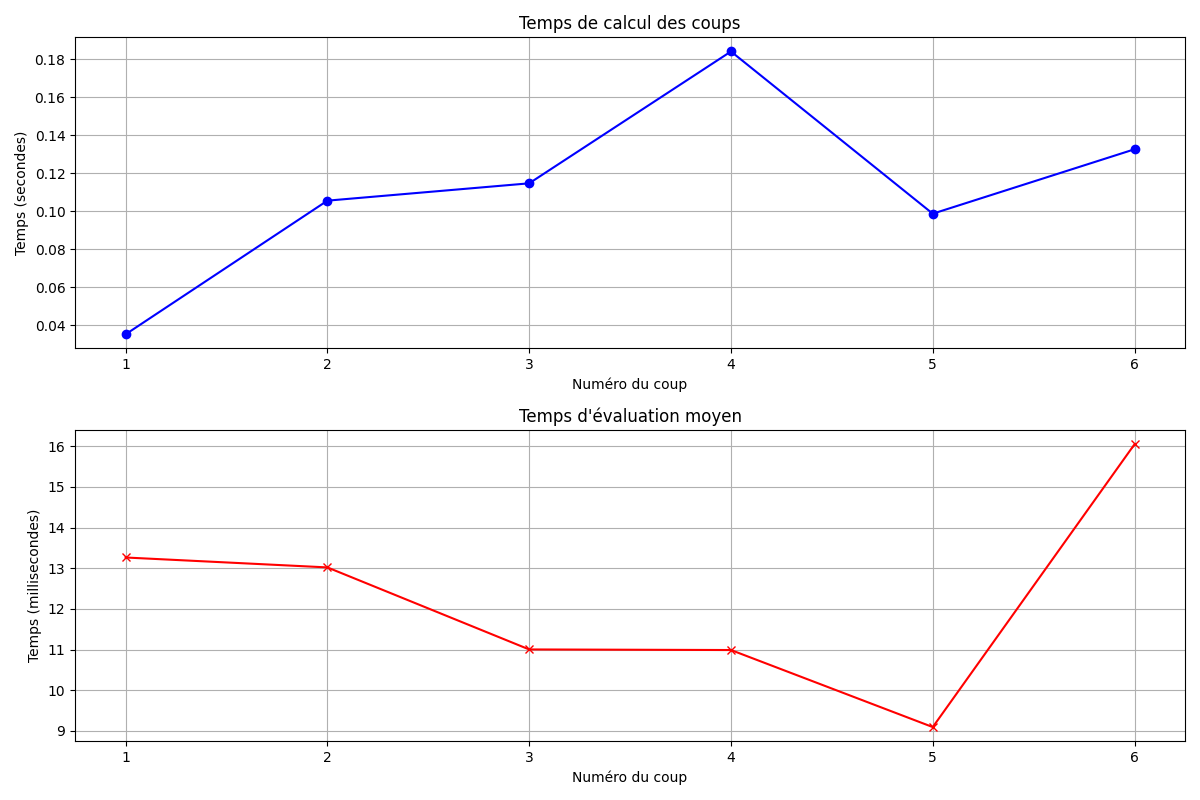 Temps de calcul des coups
Temps (secondes)
0.18
0.16
0.14
0.12
0.10
0.08
0.06
0.04
1 2 3 4 5 6
Numéro du coup
Temps d'évaluation moyen
Temps (millisecondes)
16
15
14
13
12
11
10
9
1 2 3 4 5 6
Numéro du coup